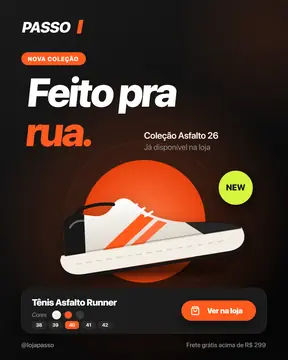 PASSO
NOVA COLEÇÃO
Feito pra
rua.
Coleção Asfalto 26
Já disponível na loja
NEW
Tênis Asfalto Runner
Cores
38 39 40 41 42
Ver na loja
@lojapasso
Frete grátis acima de R$ 299